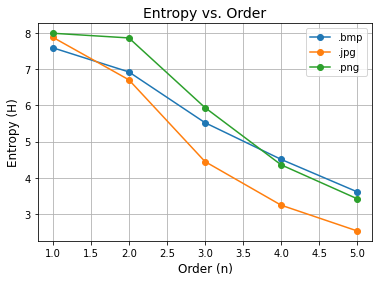 Entropy vs. Order
Entropy (H)
8
7
6
5
4
3
.bmp
.jpg
.png
1.0 1.5 2.0 2.5 3.0 3.5 4.0 4.5 5.0
Order (n)